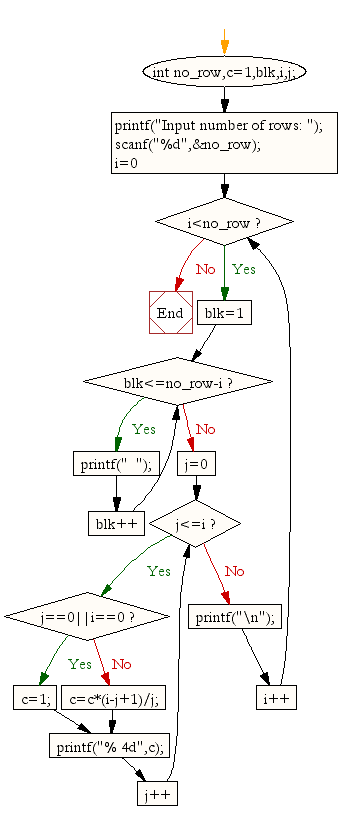 int no_row,c=1,blk,i,j;
printf("Input number of rows: ");
scanf("%d",&no_row);
i=0
i<no_row ?
No
Yes
End
blk=1
blk<=no_row-i ?
Yes
No
printf("  ");
j=0
blk++
j<=i ?
Yes
No
j==0||i==0 ?
printf("\n");
Yes
No
c=1;
c=c*(i-j+1)/j;
i++
printf("% 4d",c);
j++